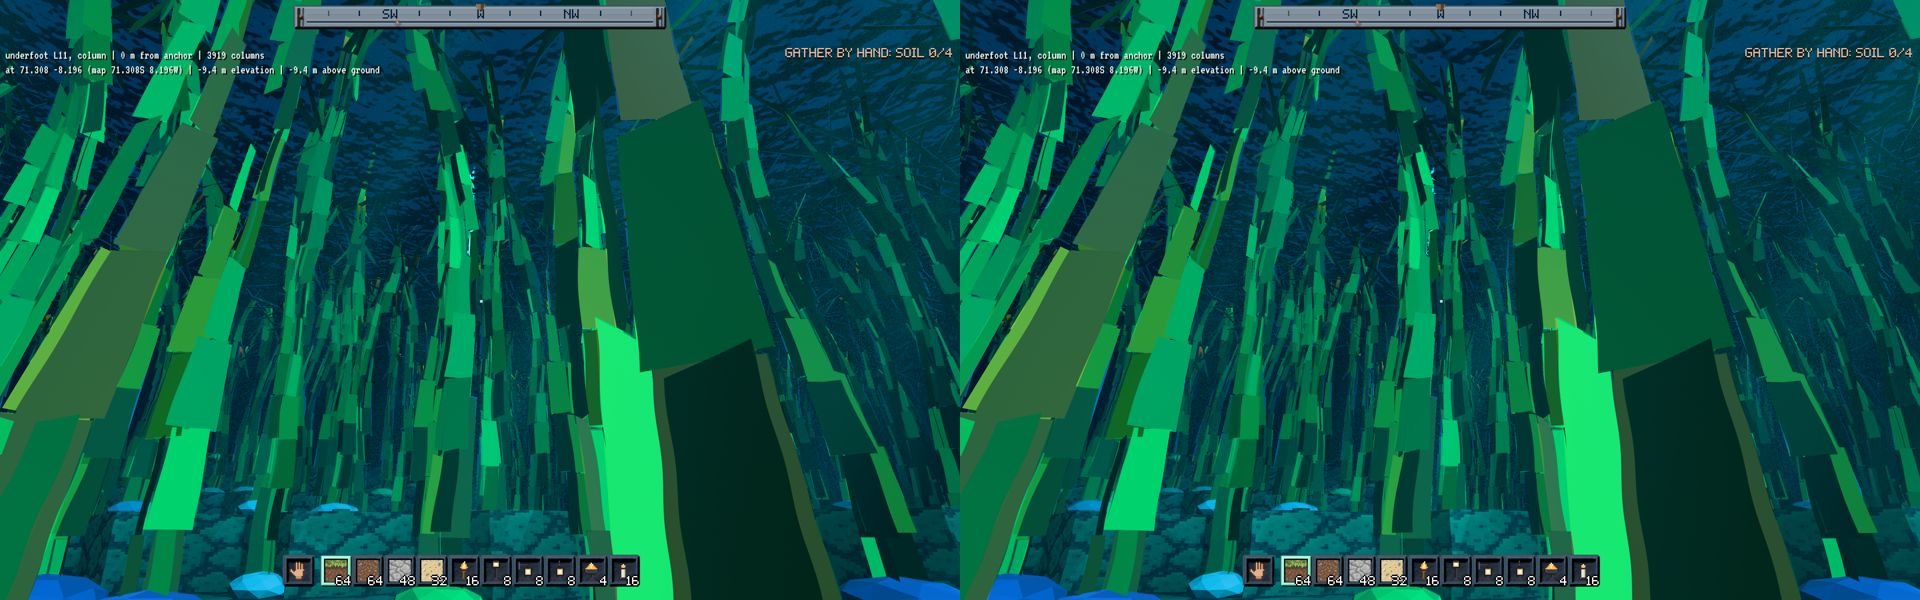 SW W NW
underfoot L11, column | 0 m from anchor | 3919 columns
at 71.308 -8.196 (map 71.308S 8.196W) | -9.4 m elevation | -9.4 m above ground
GATHER BY HAND: SOIL 0/4
64 64 48 32 16 8 8 8 4 16
SW W NW
underfoot L11, column | 0 m from anchor | 3919 columns
at 71.308 -8.196 (map 71.308S 8.196W) | -9.4 m elevation | -9.4 m above ground
GATHER BY HAND: SOIL 0/4
64 64 48 32 16 8 8 8 4 16